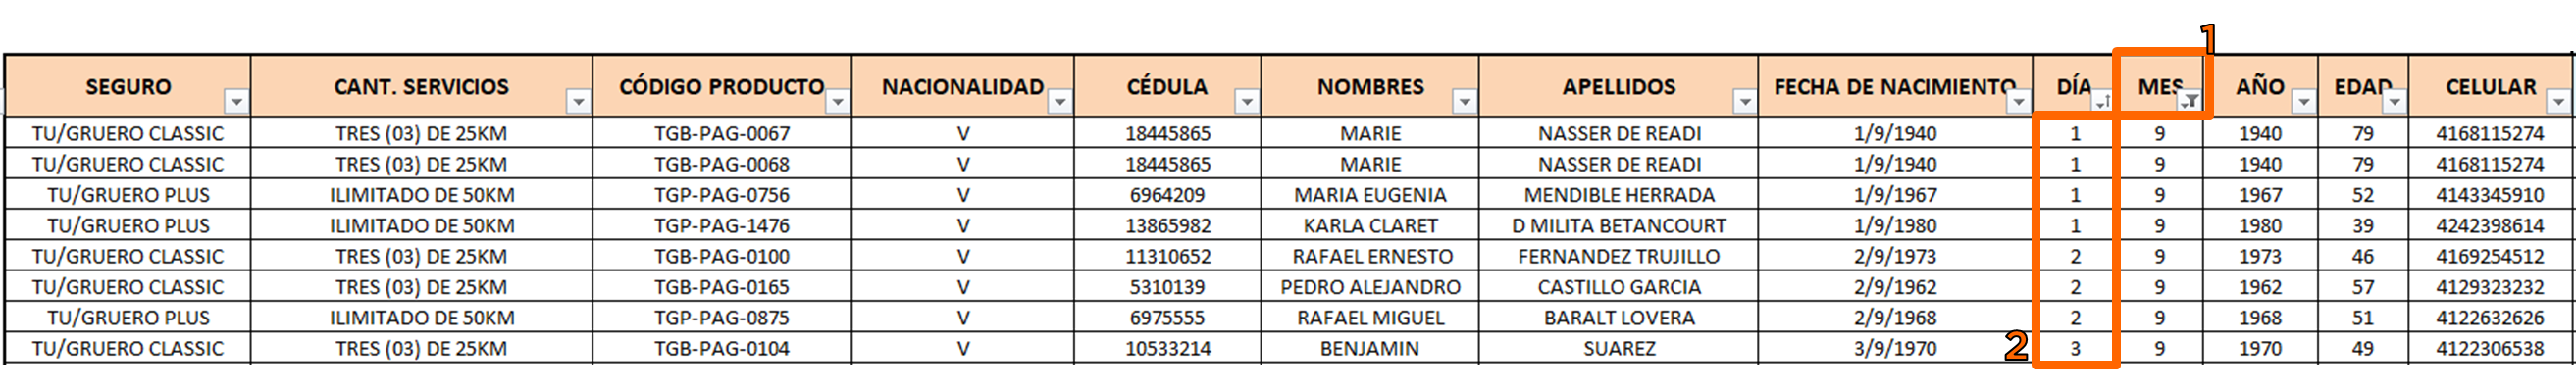 1
SEGURO CANT. SERVICIOS CÓDIGO PRODUCTO NACIONALIDAD CÉDULA NOMBRES APELLIDOS FECHA DE NACIMIENTO DÍA MES AÑO EDAD CELULAR
TU/GRUERO CLASSIC TRES (03) DE 25KM TGB-PAG-0067 V 18445865 MARIE NASSER DE READI 1/9/1940 1 9 1940 79 4168115274
TU/GRUERO CLASSIC TRES (03) DE 25KM TGB-PAG-0068 V 18445865 MARIE NASSER DE READI 1/9/1940 1 9 1940 79 4168115274
TU/GRUERO PLUS ILIMITADO DE 50KM TGP-PAG-0756 V 6964209 MARIA EUGENIA MENDIBLE HERRADA 1/9/1967 1 9 1967 52 4143345910
TU/GRUERO PLUS ILIMITADO DE 50KM TGP-PAG-1476 V 13865982 KARLA CLARET D MILITA BETANCOURT 1/9/1980 1 9 1980 39 4242398614
TU/GRUERO CLASSIC TRES (03) DE 25KM TGB-PAG-0100 V 11310652 RAFAEL ERNESTO FERNANDEZ TRUJILLO 2/9/1973 2 9 1973 46 4169254512
TU/GRUERO CLASSIC TRES (03) DE 25KM TGB-PAG-0165 V 5310139 PEDRO ALEJANDRO CASTILLO GARCIA 2/9/1962 2 9 1962 57 4129323232
TU/GRUERO PLUS ILIMITADO DE 50KM TGP-PAG-0875 V 6975555 RAFAEL MIGUEL BARALT LOVERA 2/9/1968 2 9 1968 51 4122632626
TU/GRUERO CLASSIC TRES (03) DE 25KM TGB-PAG-0104 V 10533214 BENJAMIN SUAREZ 3/9/1970 2 3 9 1970 49 4122306538